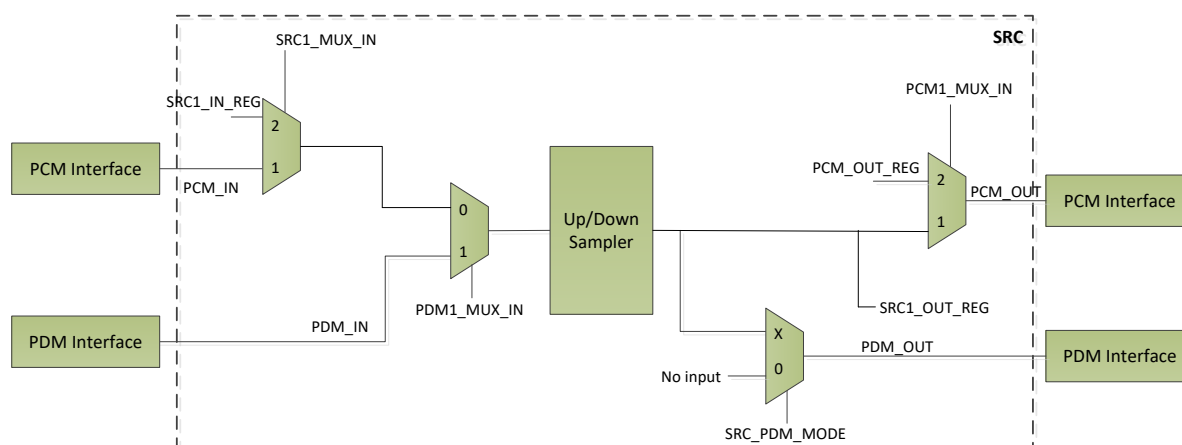 SRC1_MUX_IN
SRC
SRC1_IN_REG
2
1
PCM Interface
PCM_IN
PCM1_MUX_IN
PCM_OUT_REG
2
1
PCM_OUT
PCM Interface
0
1
PDM1_MUX_IN
Up/Down
Sampler
SRC1_OUT_REG
PDM Interface
PDM_IN
X
0
No input
PDM_OUT
PDM Interface
SRC_PDM_MODE